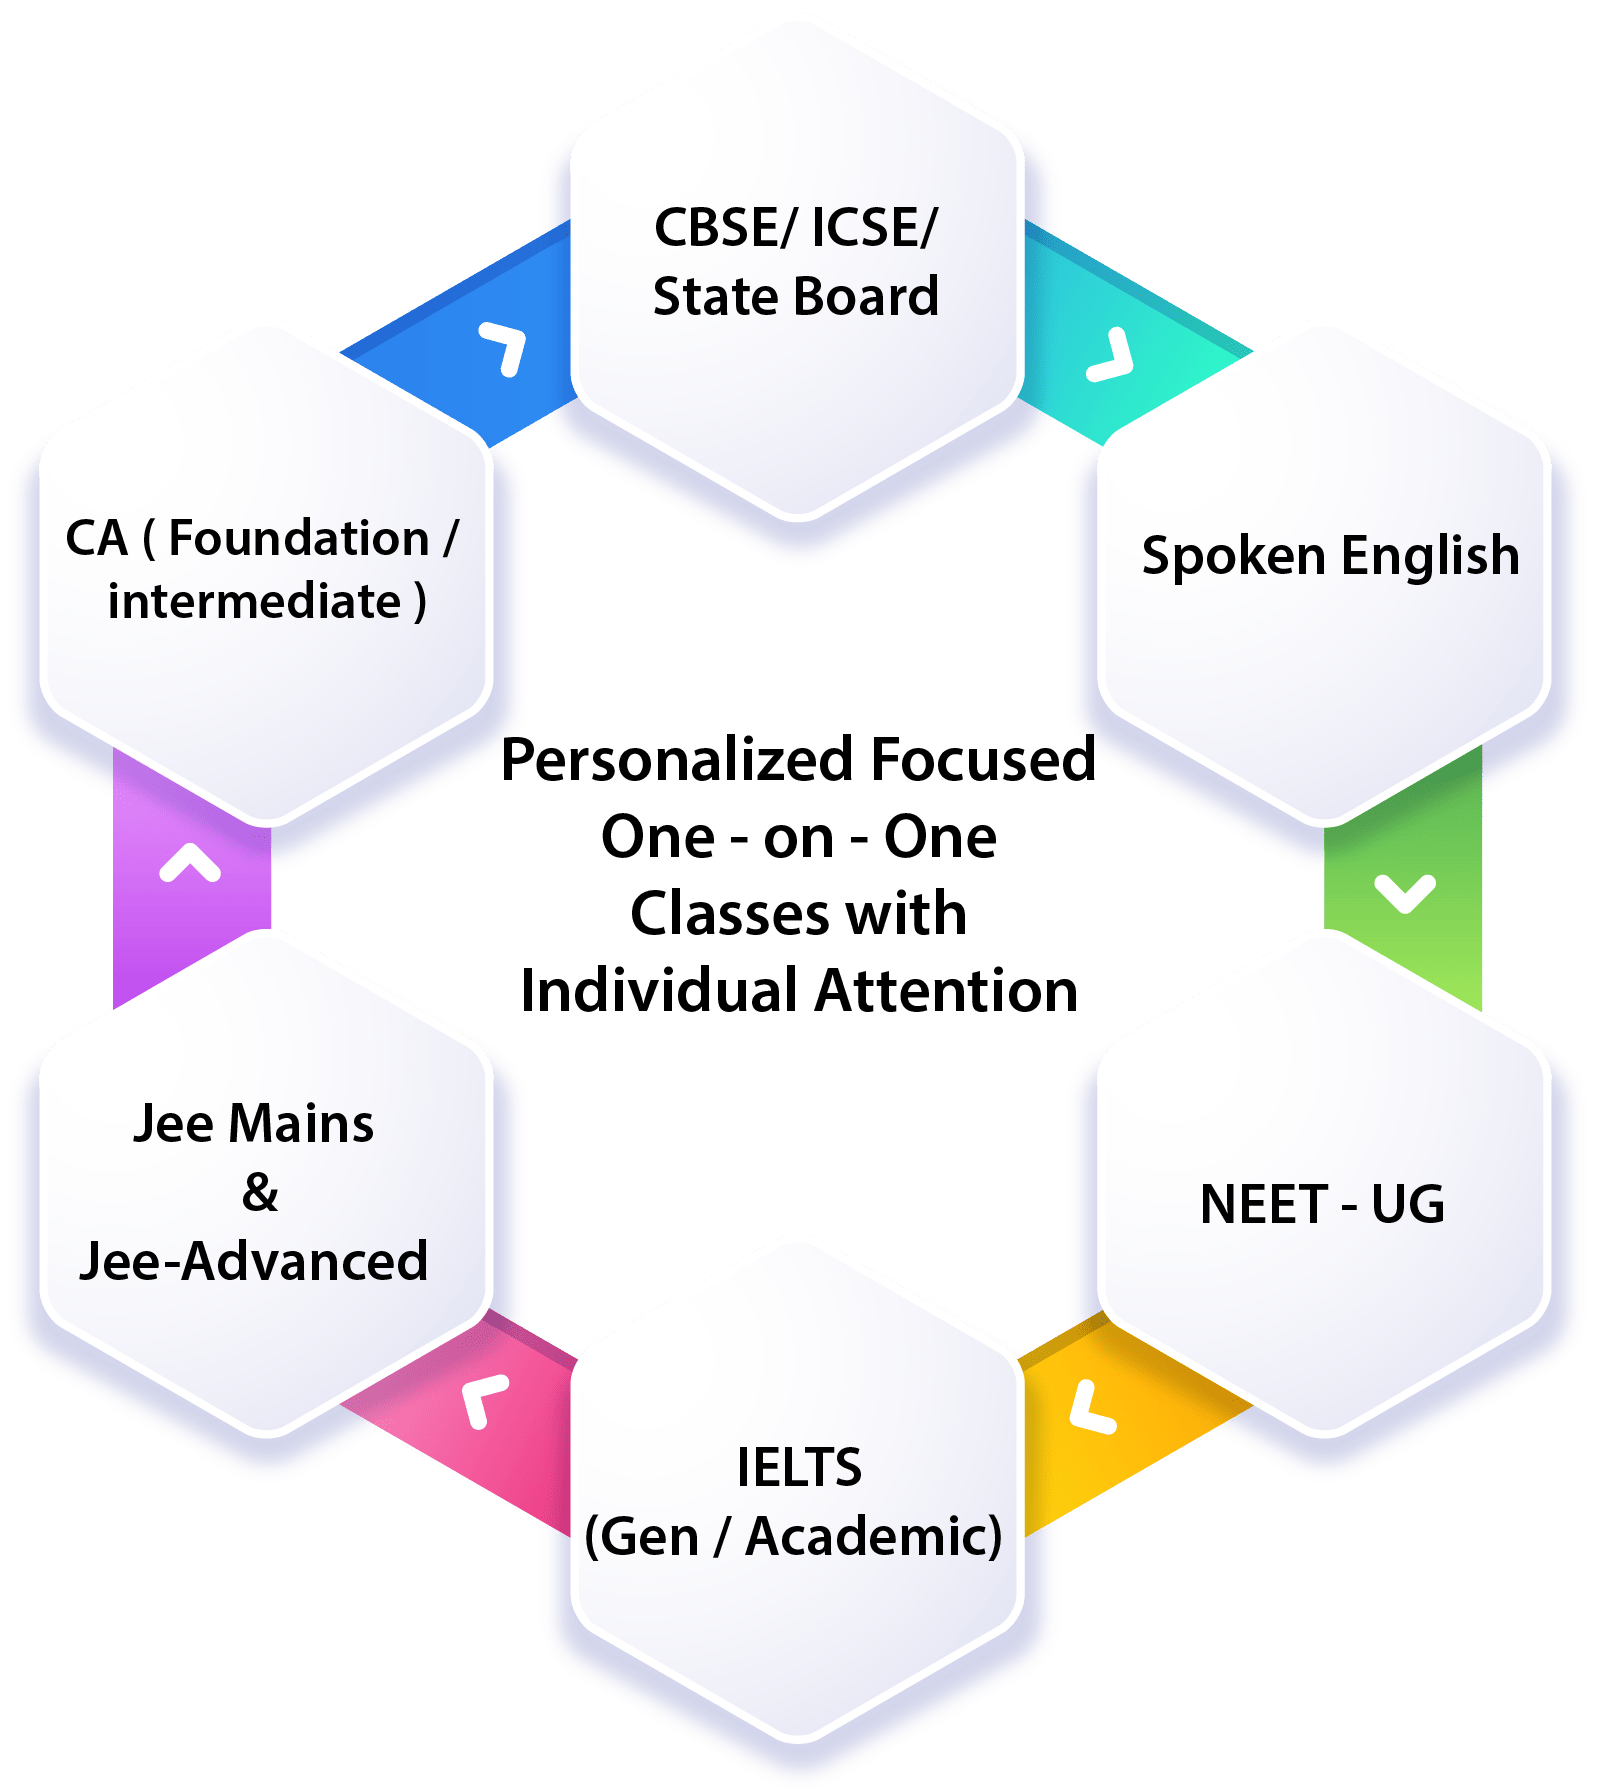 CBSE/ ICSE/
State Board
Spoken English
NEET - UG
IELTS
(Gen / Academic)
Jee Mains
&
Jee-Advanced
CA ( Foundation /
intermediate )
Personalized Focused
One - on - One
Classes with
Individual Attention